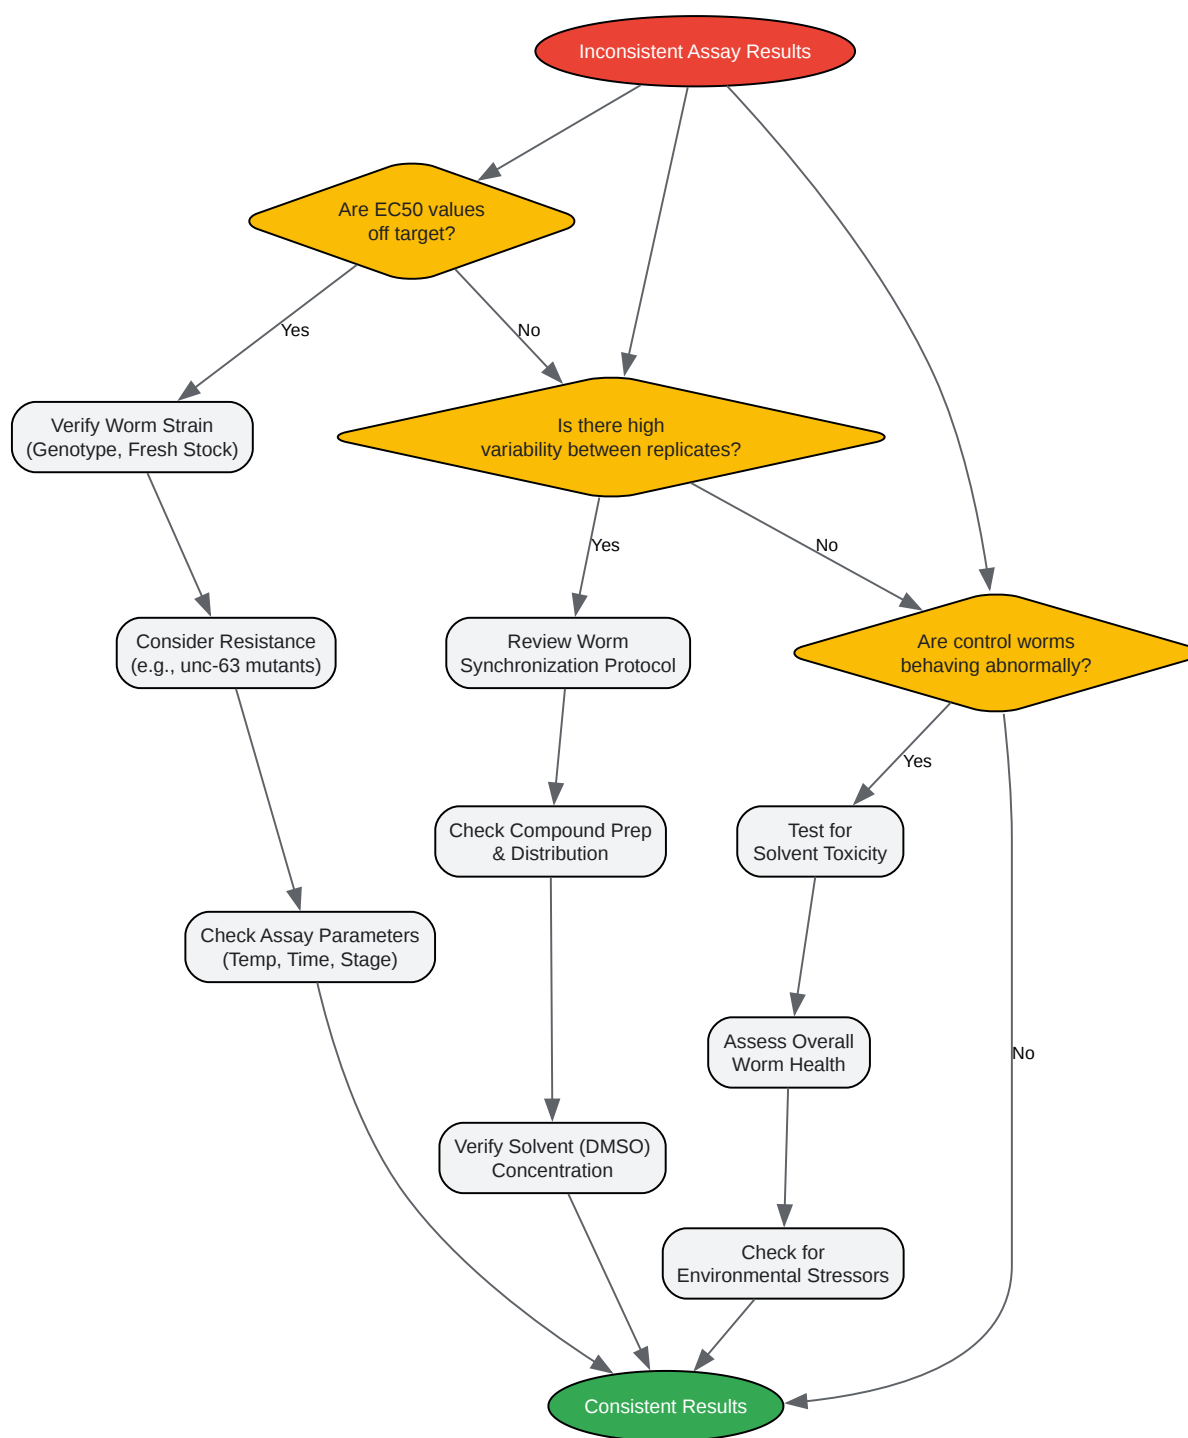 Inconsistent Assay Results
Are EC50 values
off target?
Yes
No
Verify Worm Strain
(Genotype, Fresh Stock)
Is there high
variability between replicates?
Yes
No
Consider Resistance
(e.g., unc-63 mutants)
Review Worm
Synchronization Protocol
Are control worms
behaving abnormally?
Yes
No
Check Compound Prep
& Distribution
Test for
Solvent Toxicity
Check Assay Parameters
(Temp, Time, Stage)
Assess Overall
Worm Health
Verify Solvent (DMSO)
Concentration
Check for
Environmental Stressors
Consistent Results